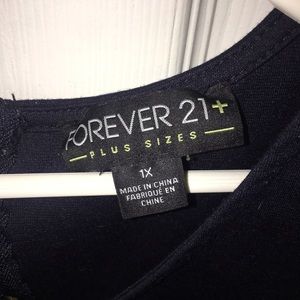 FOREVER 21+
PLUS SIZES
1X
MADE IN CHINA
FABRIQUÉ EN
CHINE